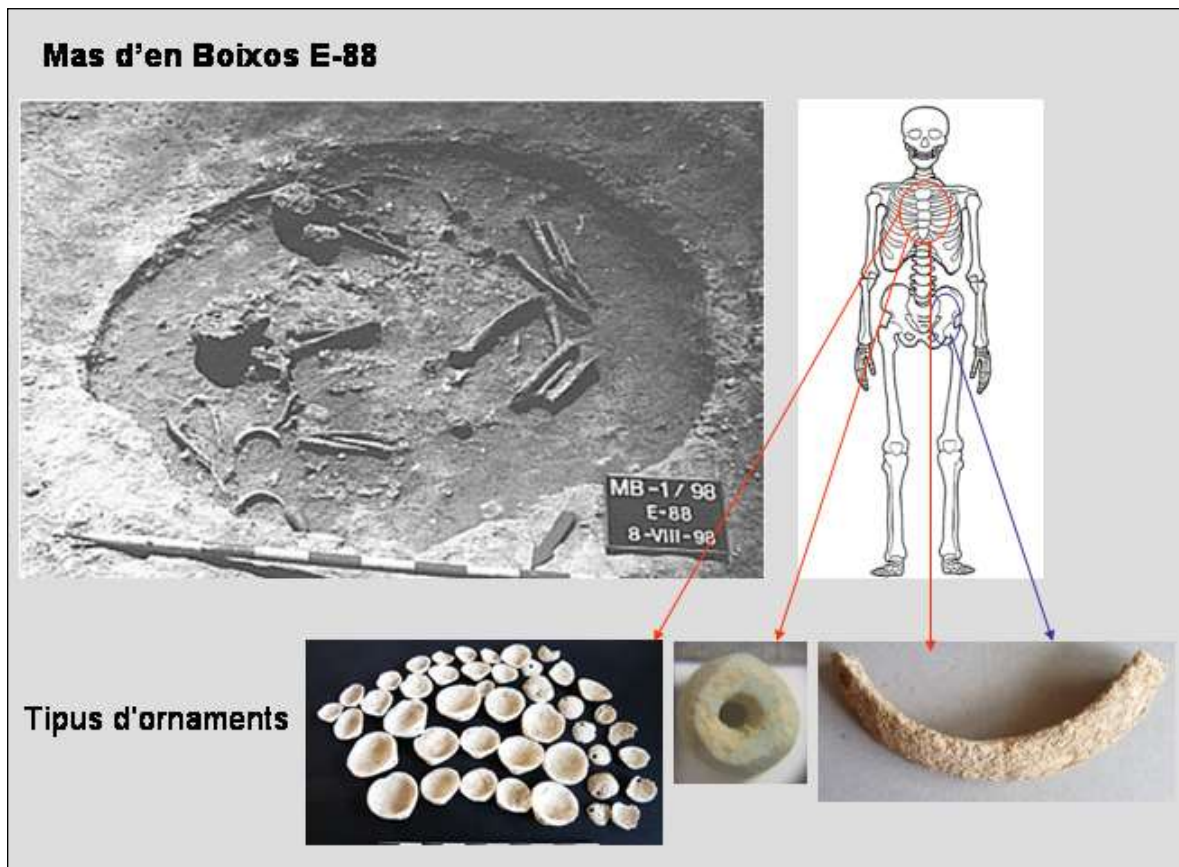 Mas d'en Boixos E-88
MB-1/98
E-88
8-VIII-98
Tipus d'ornaments